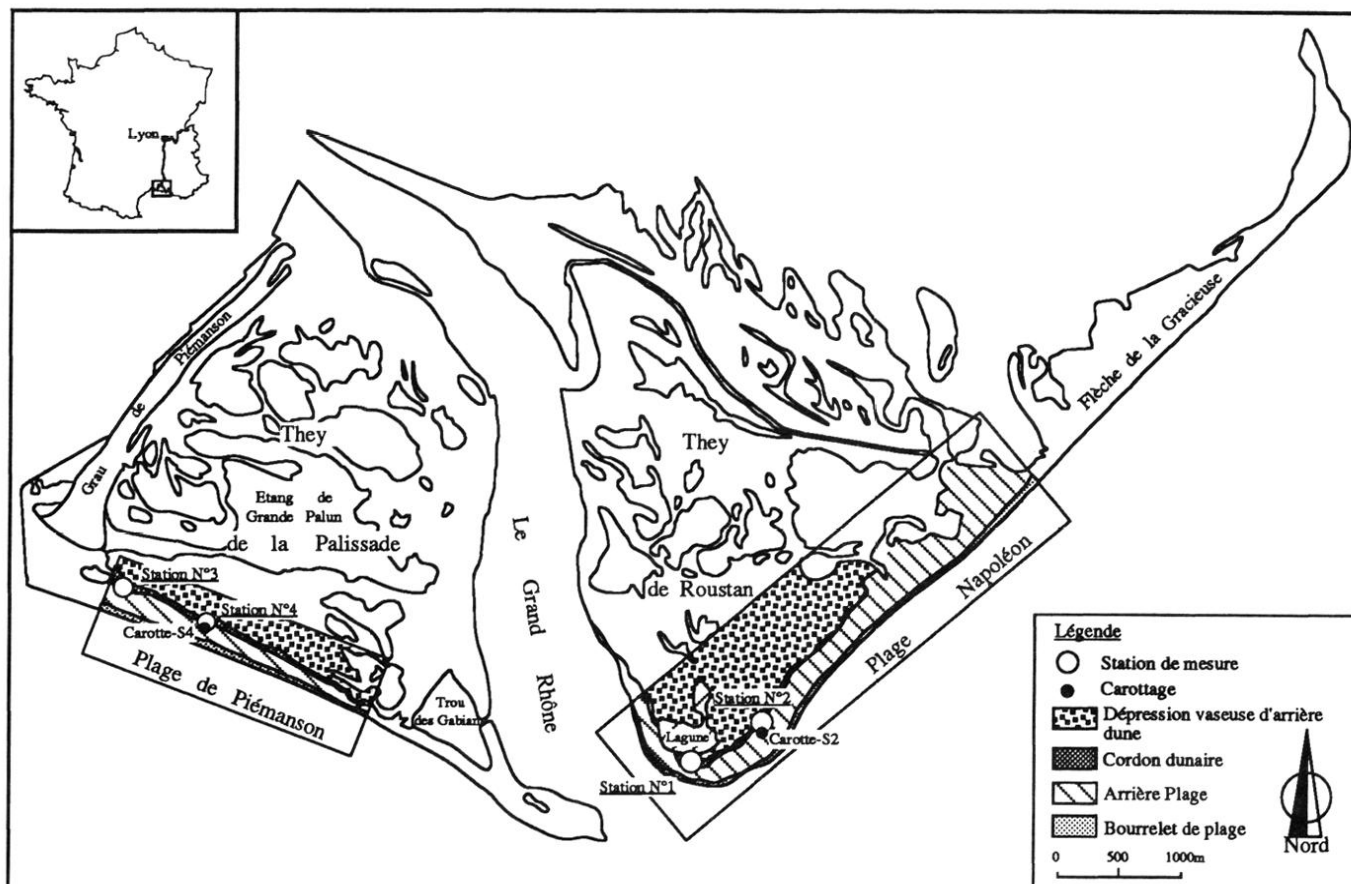 Lyon
Grau de Piémanson
They
Etang de
Grande Palun
de la Palissade
Station N°3
Station N°4
Carotte-S4
Plage de Piémanson
Trou
des Gabians
Le Grand Rhône
They
de Roustan
Station N°2
Lagune
Carotte-S2
Station N°1
Plage Napoléon
Flèche de la Gracieuse
Légende
Station de mesure
Carottage
Dépression vaseuse d'arrière
dune
Cordon dunaire
Arrière Plage
Bourrelet de plage
0 500 1000m
Nord